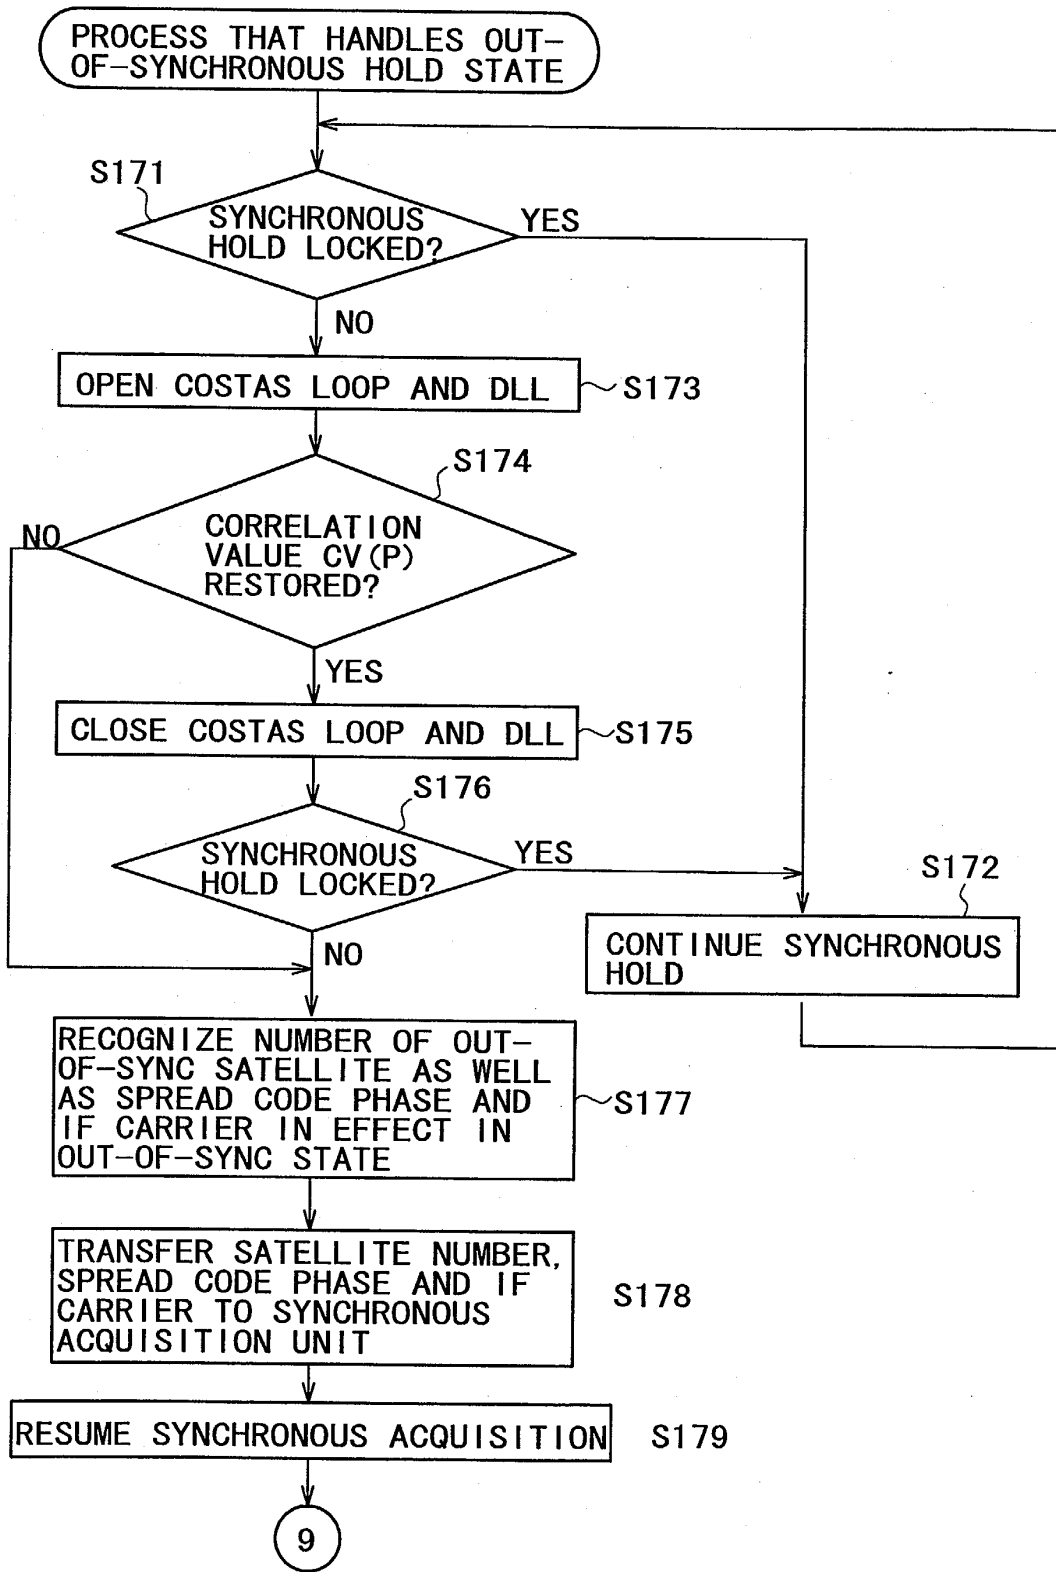 PROCESS THAT HANDLES OUT-
OF-SYNCHRONOUS HOLD STATE
S171
SYNCHRONOUS
HOLD LOCKED?
YES
NO
OPEN COSTAS LOOP AND DLL
S173
S174
CORRELATION
VALUE CV(P)
RESTORED?
NO
YES
CLOSE COSTAS LOOP AND DLL
S175
S176
SYNCHRONOUS
HOLD LOCKED?
YES
NO
S172
CONTINUE SYNCHRONOUS
HOLD
RECOGNIZE NUMBER OF OUT-
OF-SYNC SATELLITE AS WELL
AS SPREAD CODE PHASE AND
IF CARRIER IN EFFECT IN
OUT-OF-SYNC STATE
S177
TRANSFER SATELLITE NUMBER,
SPREAD CODE PHASE AND IF
CARRIER TO SYNCHRONOUS
ACQUISITION UNIT
S178
RESUME SYNCHRONOUS ACQUISITION
S179
9